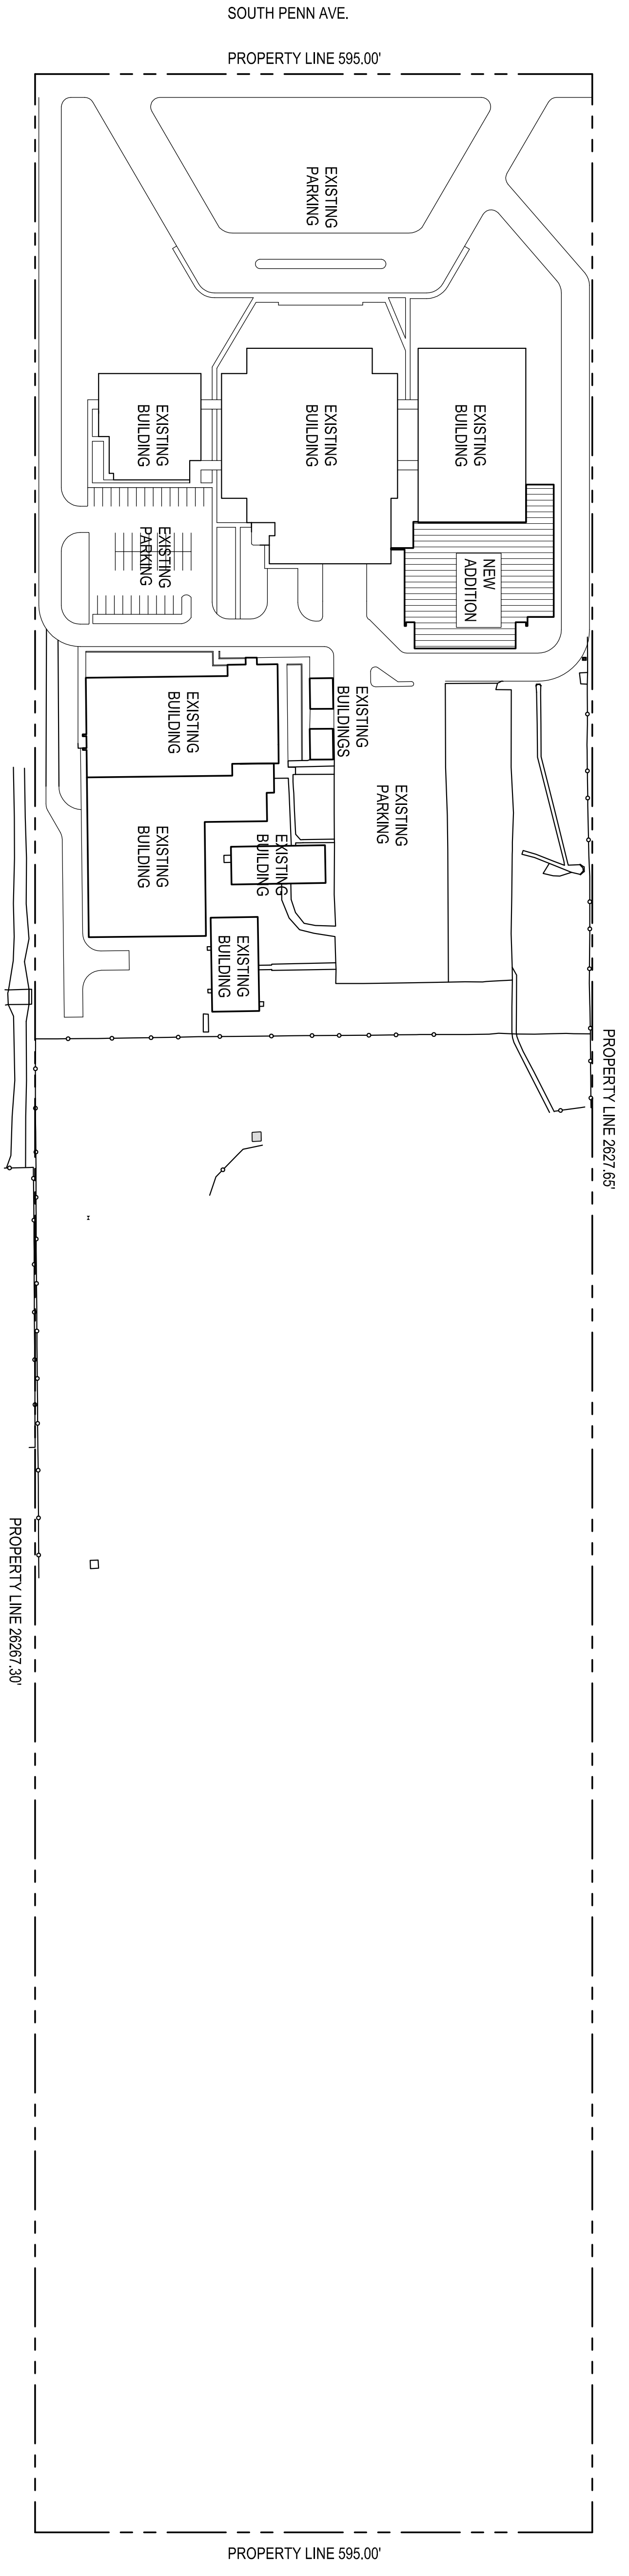 SOUTH PENN AVE.
PROPERTY LINE 595.00'
EXISTING
PARKING
EXISTING
BUILDING
EXISTING
BUILDING
EXISTING
BUILDING
EXISTING
PARKING
NEW
ADDITION
EXISTING
BUILDING
EXISTING
BUILDINGS
EXISTING
PARKING
EXISTING
BUILDING
EXISTING
BUILDING
EXISTING
BUILDING
PROPERTY LINE 2627.65'
PROPERTY LINE 26267.30'
PROPERTY LINE 595.00'